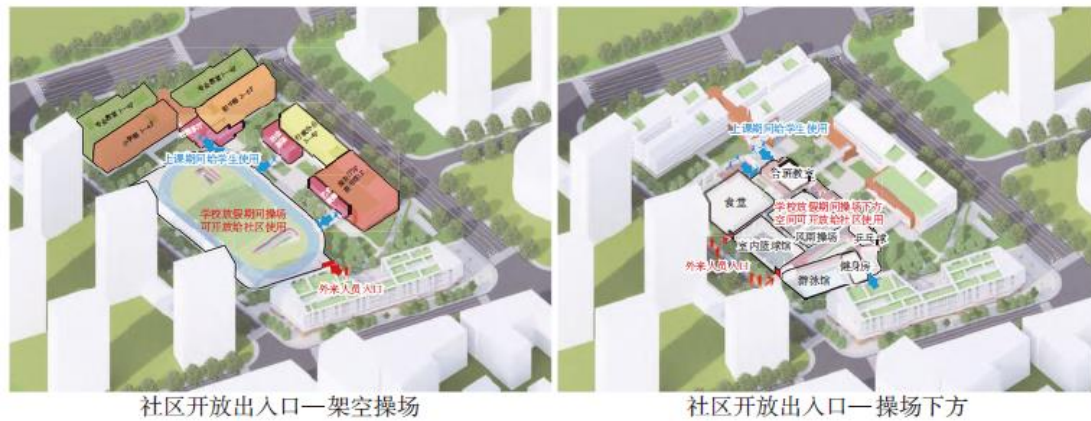 上课期间给学生使用
学校放假期间操场
可开放给社区使用
外来人员入口
社区开放出入口—架空操场
上课期间给学生使用
合班教室
食堂
学校放假期间操场下方
空间可开放给社区使用
风雨操场
乒乓球
室内篮球馆
外来人员入口
健身房
游泳馆
社区开放出入口—操场下方